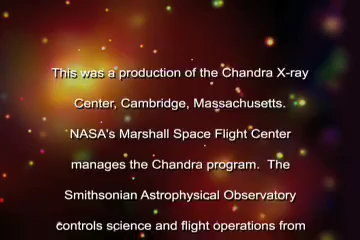 This was a production of the Chandra X-ray
Center, Cambridge, Massachusetts.
NASA's Marshall Space Flight Center
manages the Chandra program. The
Smithsonian Astrophysical Observatory
controls science and flight operations from